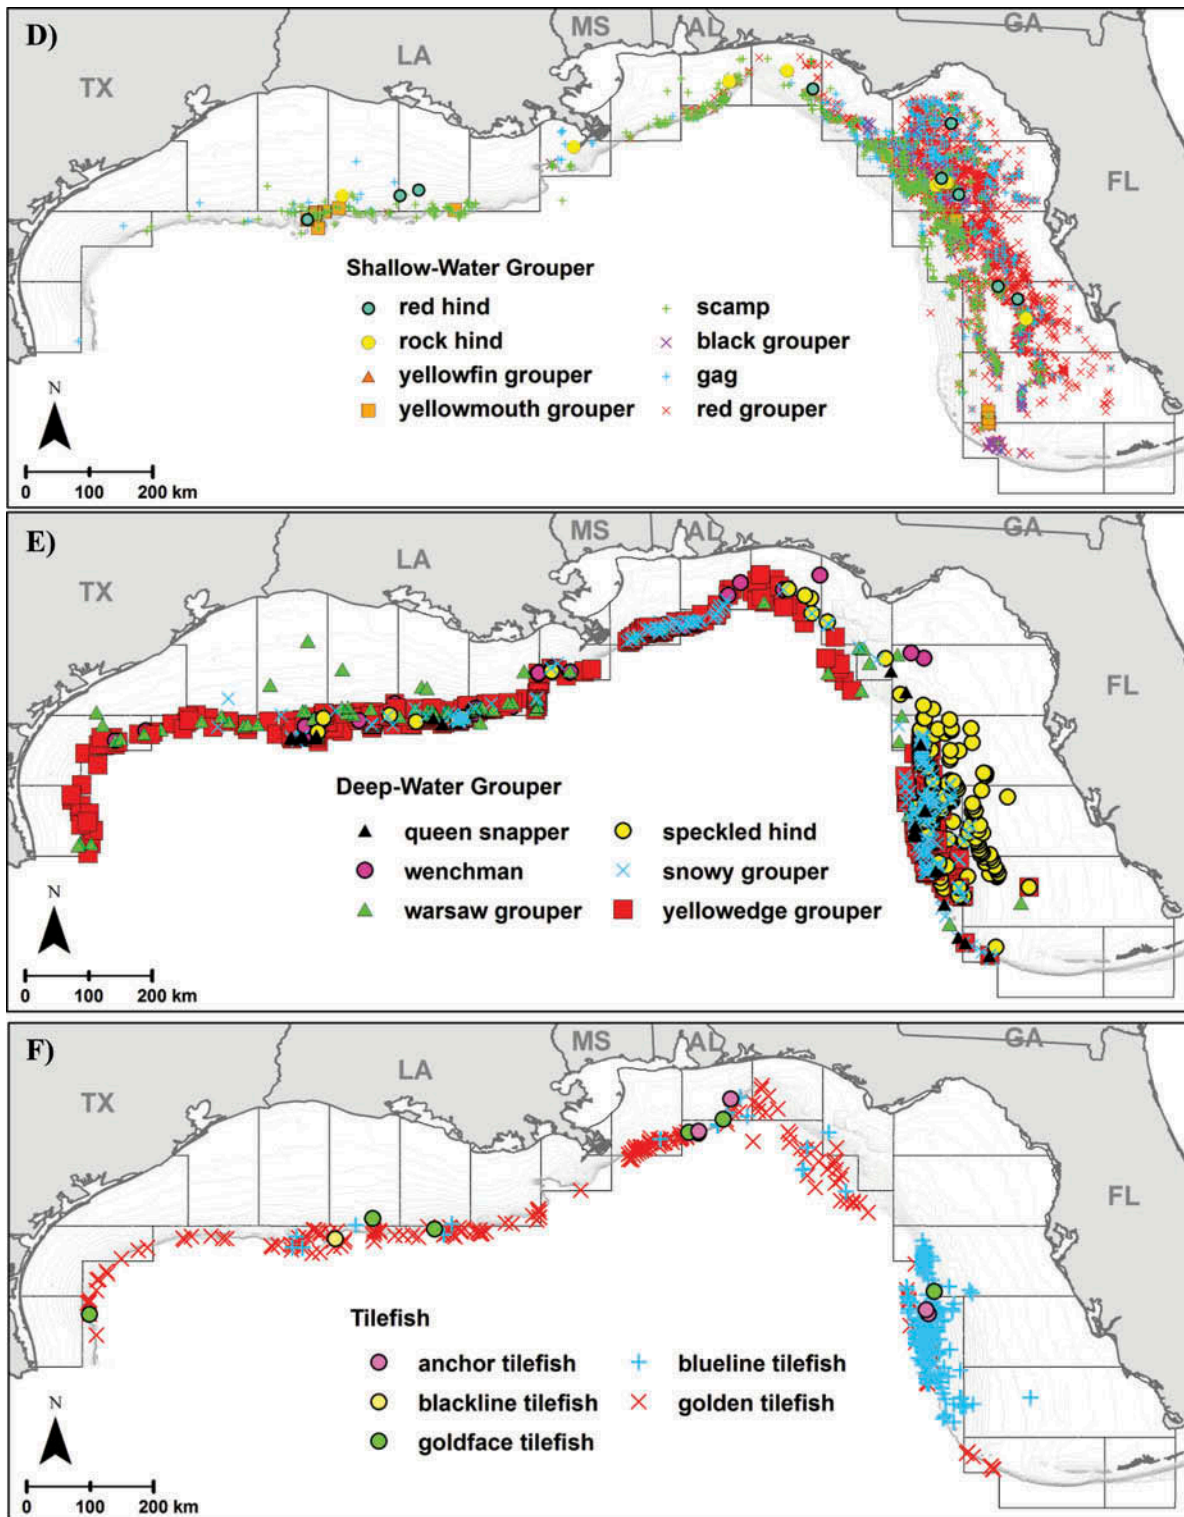 D)
TX
LA
MS
AL
GA
FL
Shallow-Water Grouper
red hind
rock hind
yellowfin grouper
yellowmouth grouper
scamp
black grouper
gag
red grouper
N
0 100 200 km
E)
TX
LA
MS
AL
GA
FL
Deep-Water Grouper
queen snapper
wenchman
warsaw grouper
speckled hind
snowy grouper
yellowedge grouper
N
0 100 200 km
F)
TX
LA
MS
AL
GA
FL
Tilefish
anchor tilefish
blackline tilefish
goldface tilefish
blueline tilefish
golden tilefish
N
0 100 200 km